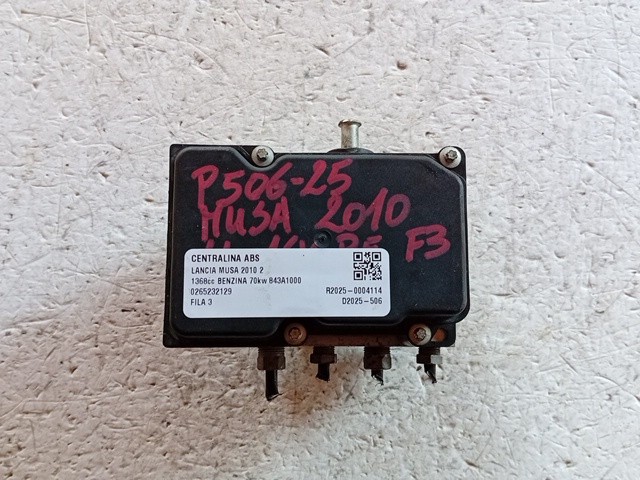 P506-25
MUSA 2010
F3
CENTRALINA ABS
LANCIA MUSA 2010 2
1368cc BENZINA 70kw 843A1000
0265232129 R2025-0004114
FILA 3 D2025-506